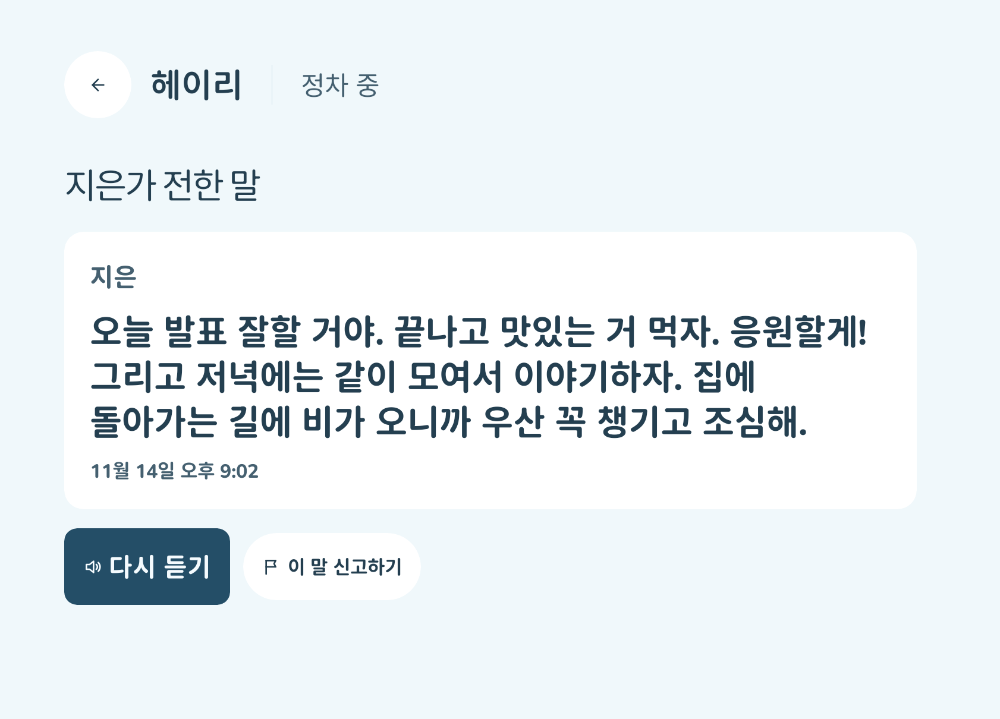 헤이리
정차 중
지은가 전한 말
지은
오늘 발표 잘할 거야. 끝나고 맛있는 거 먹자. 응원할게!
그리고 저녁에는 같이 모여서 이야기하자. 집에
돌아가는 길에 비가 오니까 우산 꼭 챙기고 조심해.
11월 14일 오후 9:02
다시 듣기
이 말 신고하기